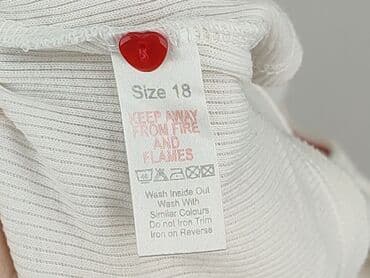 Size 18
KEEP AWAY
FROM FIRE
AND
FLAMES
40
Wash Inside Out
Wash With
Similar Colours
Do not Iron Trim
Iron on Reverse